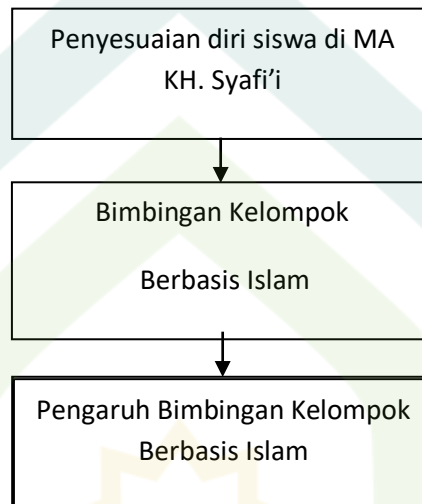 Penyesuaian diri siswa di MA
KH. Syafi’i
Bimbingan Kelompok
Berbasis Islam
Pengaruh Bimbingan Kelompok
Berbasis Islam